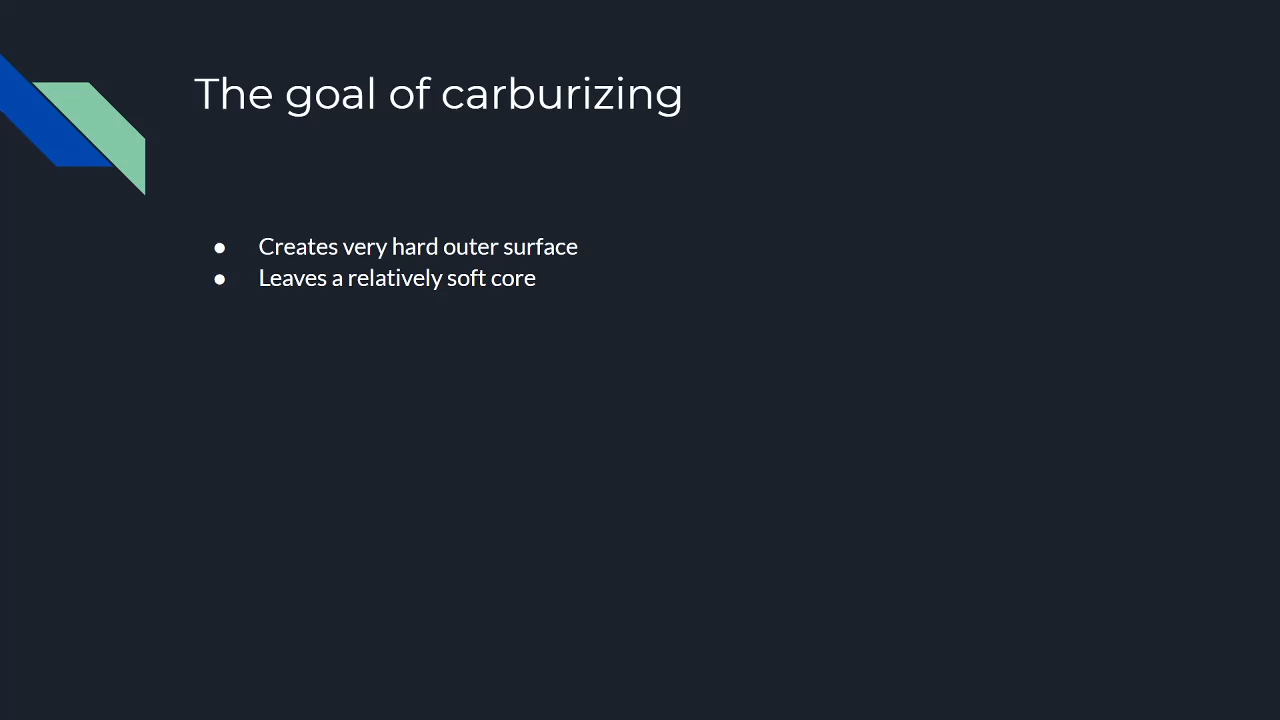 The goal of carburizing
● Creates very hard outer surface
● Leaves a relatively soft core